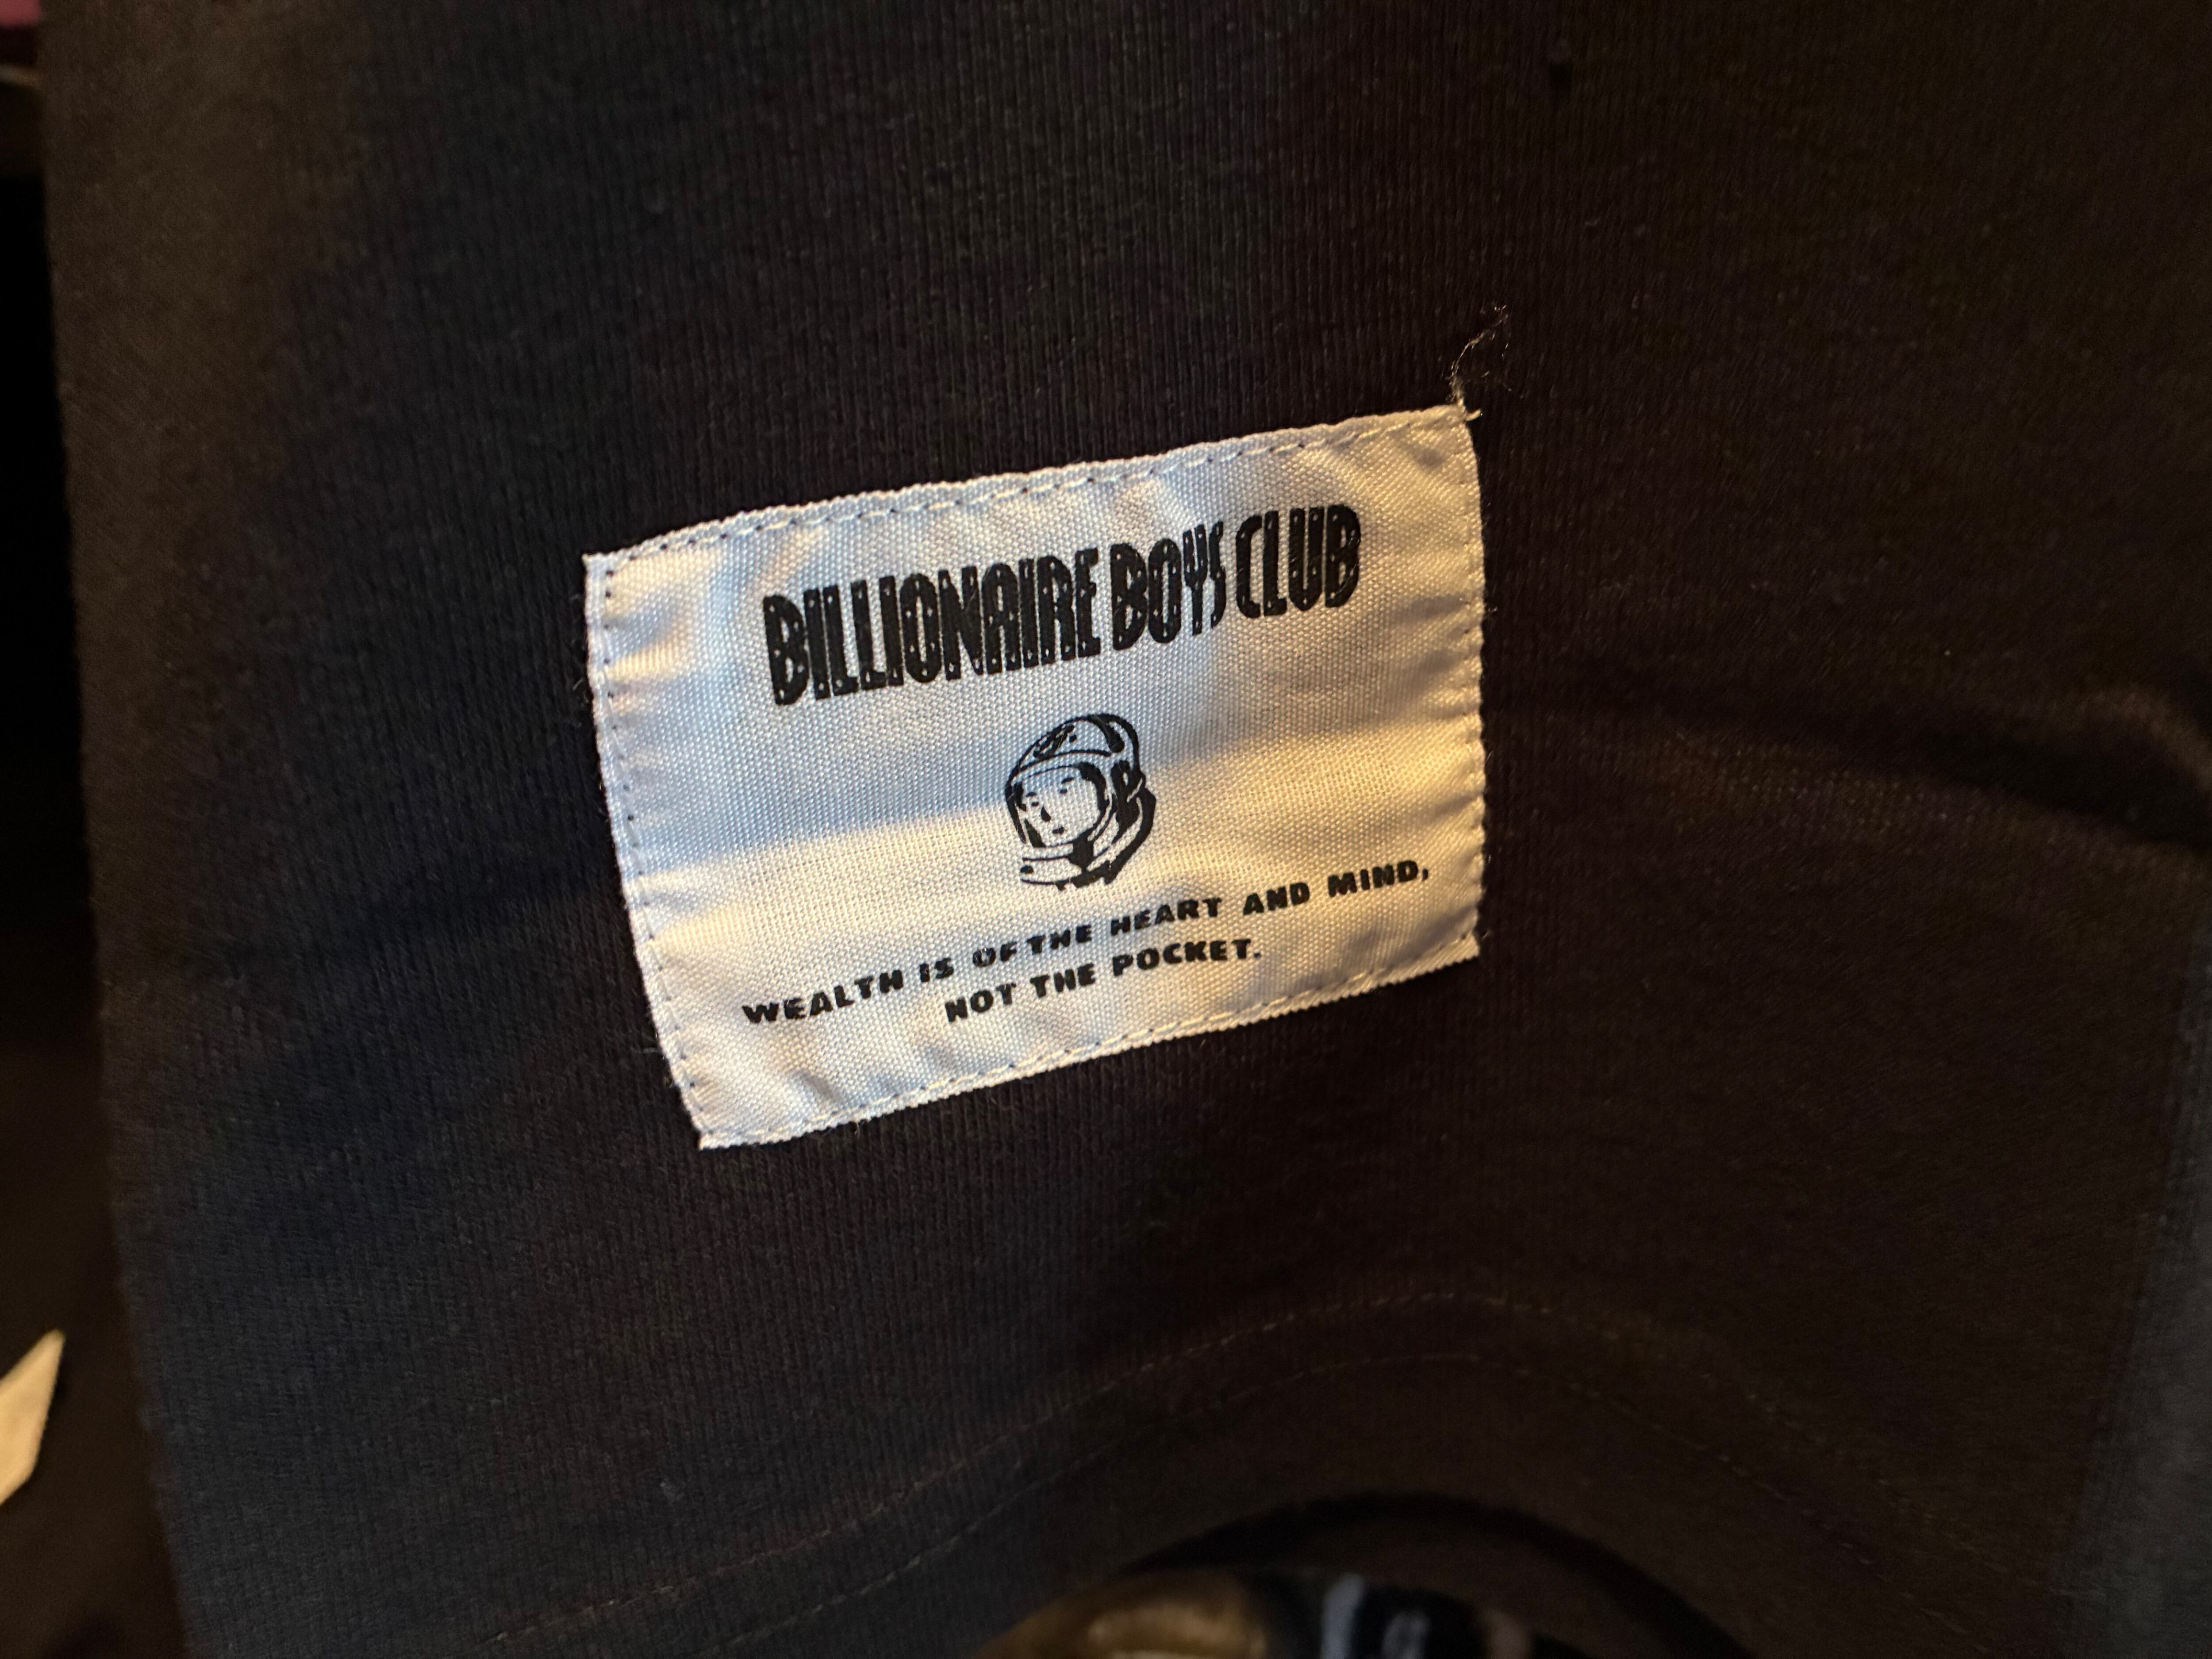 BILLIONAIRE BOYS CLUB
WEALTH IS OF THE HEART AND MIND,
NOT THE POCKET.